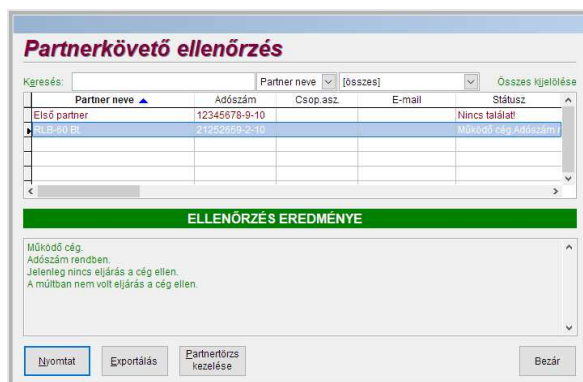 Partnerkövető ellenőrzés
Keresés: Partner neve [összes] Összes kijelölése
Partner neve Adószám Csop.asz. E-mail Státusz
Első partner 12345678-9-10 Nincs találat!
RLB-60 Bt. 21252659-2-10 Működő cég.Adószám r
ELLENŐRZÉS EREDMÉNYE
Működő cég.
Adószám rendben.
Jelenleg nincs eljárás a cég ellen.
A múltban nem volt eljárás a cég ellen.
Nyomtat Exportálás Partnertörzs kezelése Bezár